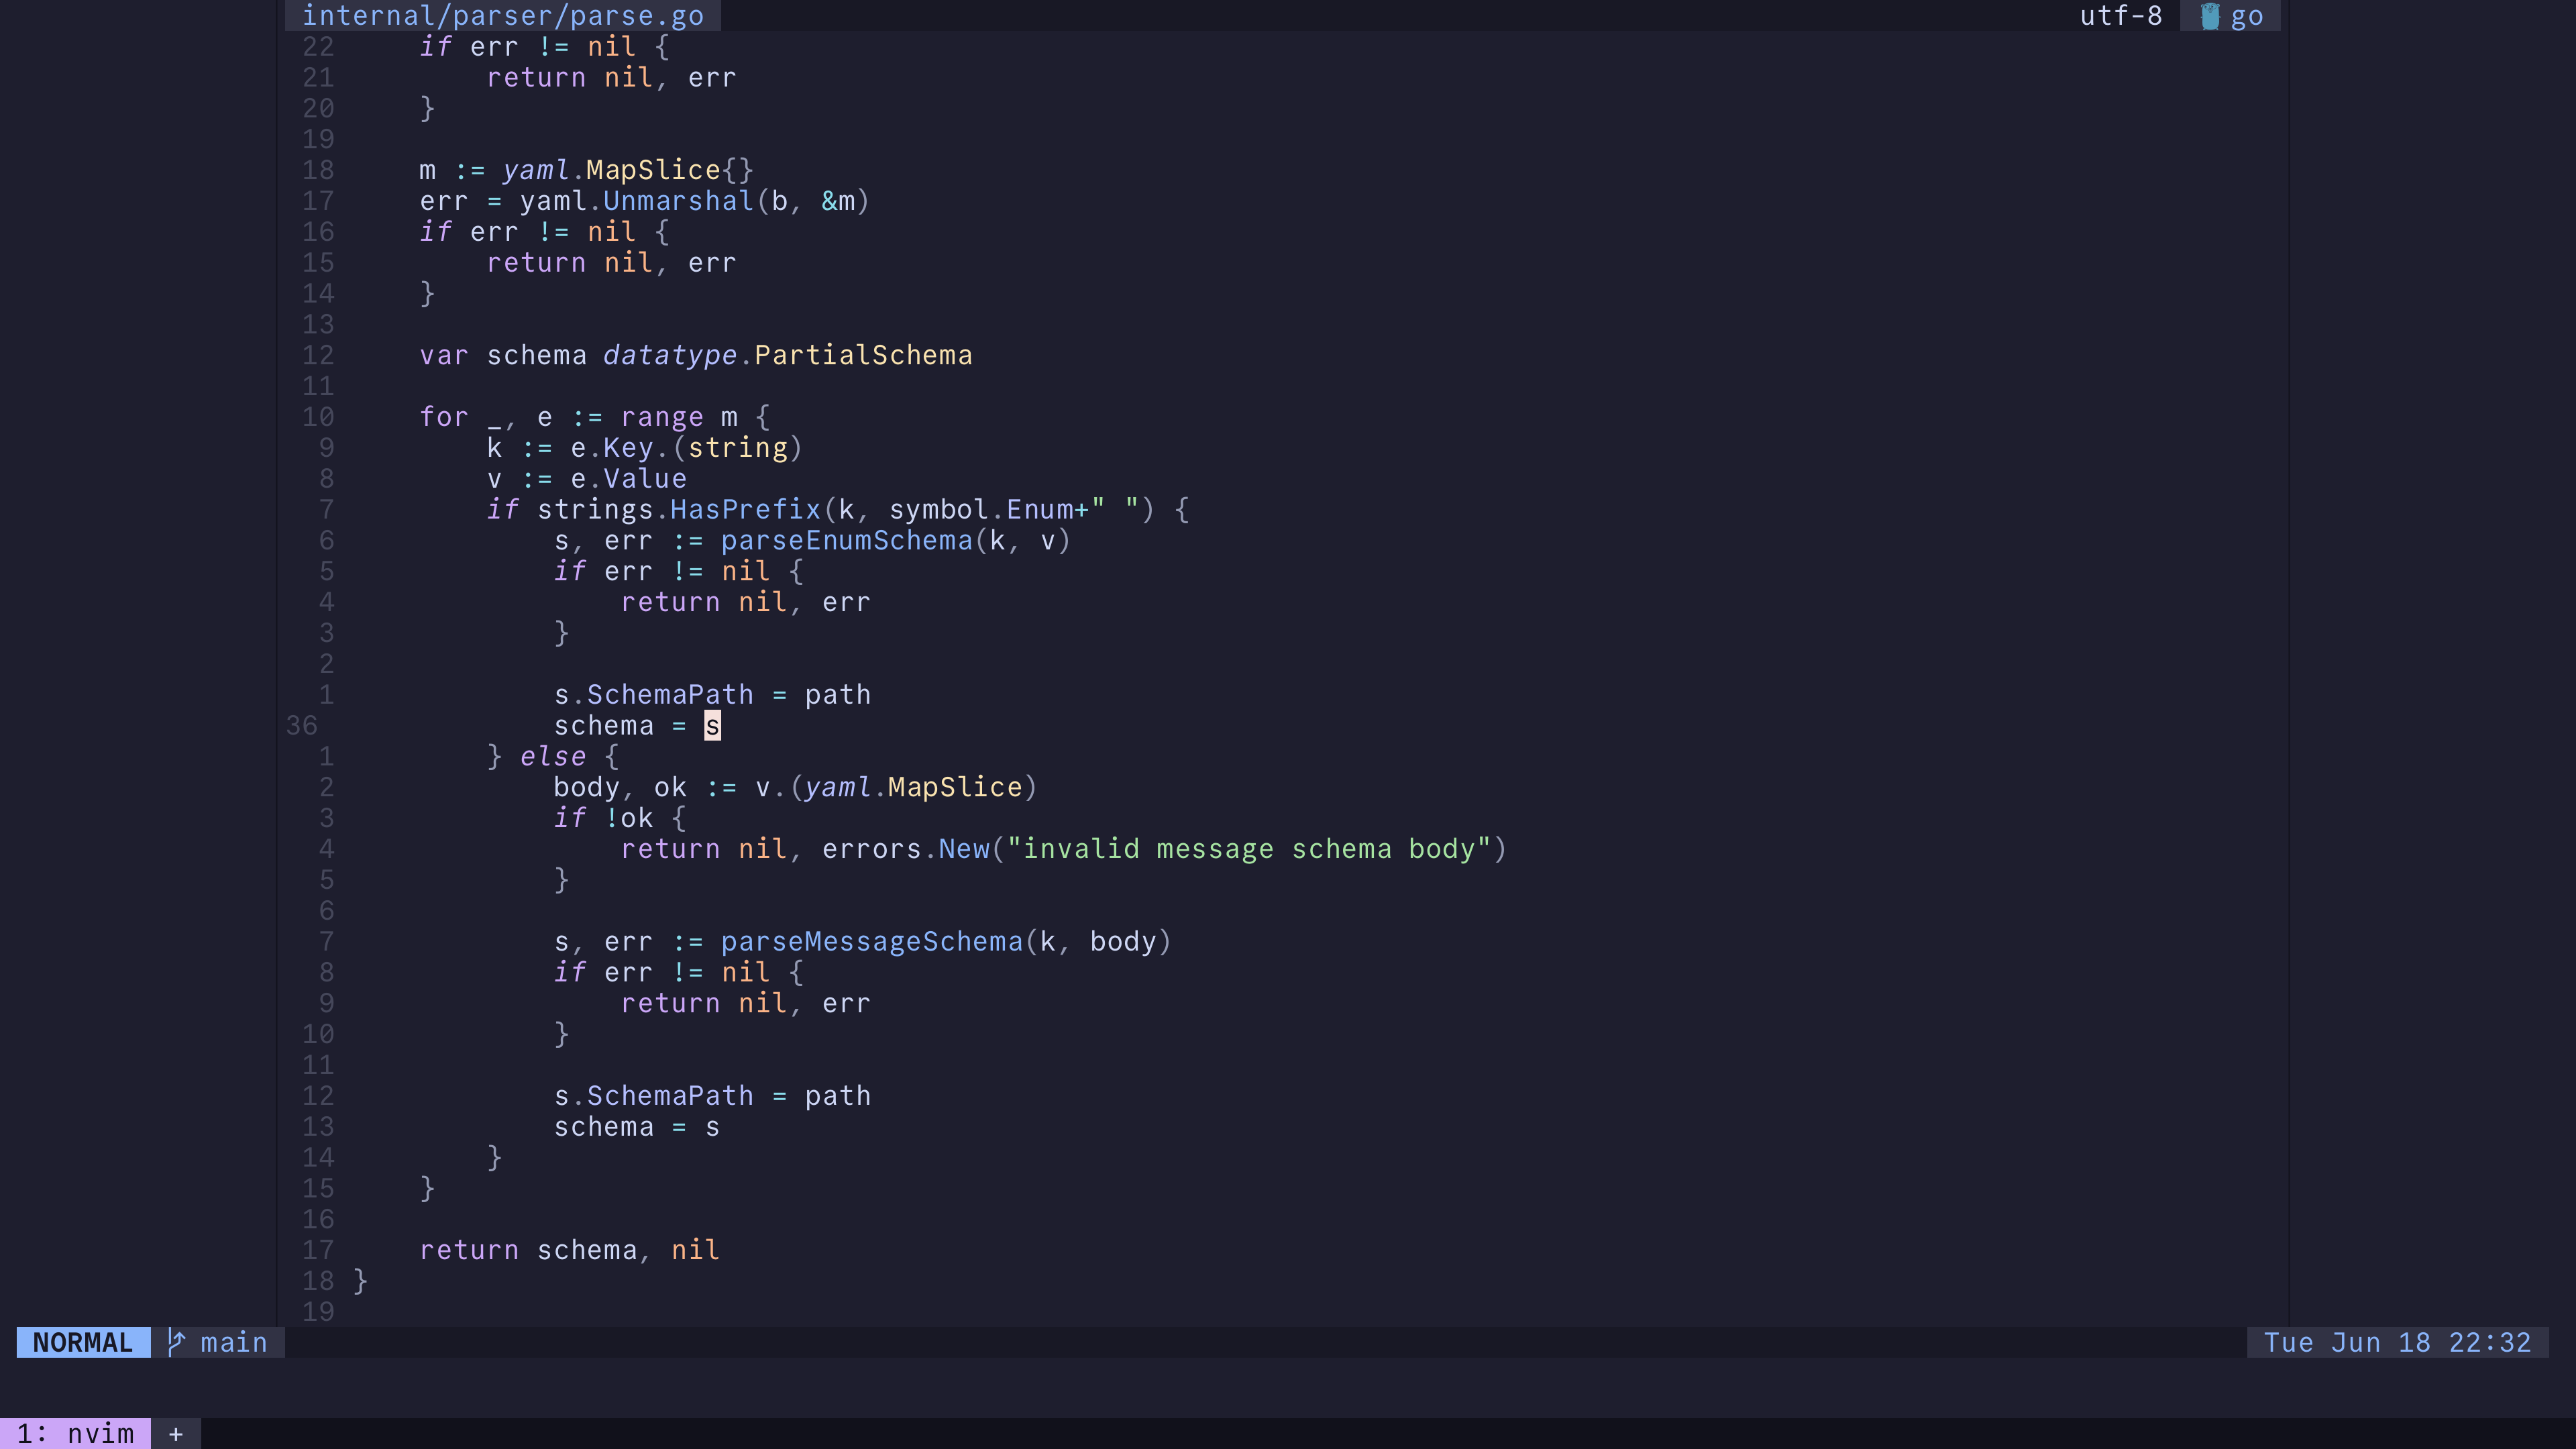 internal/parser/parse.go utf-8 go
22 if err != nil {
21 return nil, err
20 }
19
18 m := yaml.MapSlice{}
17 err = yaml.Unmarshal(b, &m)
16 if err != nil {
15 return nil, err
14 }
13
12 var schema datatype.PartialSchema
11
10 for _, e := range m {
9 k := e.Key.(string)
8 v := e.Value
7 if strings.HasPrefix(k, symbol.Enum+" ") {
6 s, err := parseEnumSchema(k, v)
5 if err != nil {
4 return nil, err
3 }
2
1 s.SchemaPath = path
36 schema = s
1 } else {
2 body, ok := v.(yaml.MapSlice)
3 if !ok {
4 return nil, errors.New("invalid message schema body")
5 }
6
7 s, err := parseMessageSchema(k, body)
8 if err != nil {
9 return nil, err
10 }
11
12 s.SchemaPath = path
13 schema = s
14 }
15 }
16
17 return schema, nil
18 }
19
NORMAL main Tue Jun 18 22:32
1: nvim +